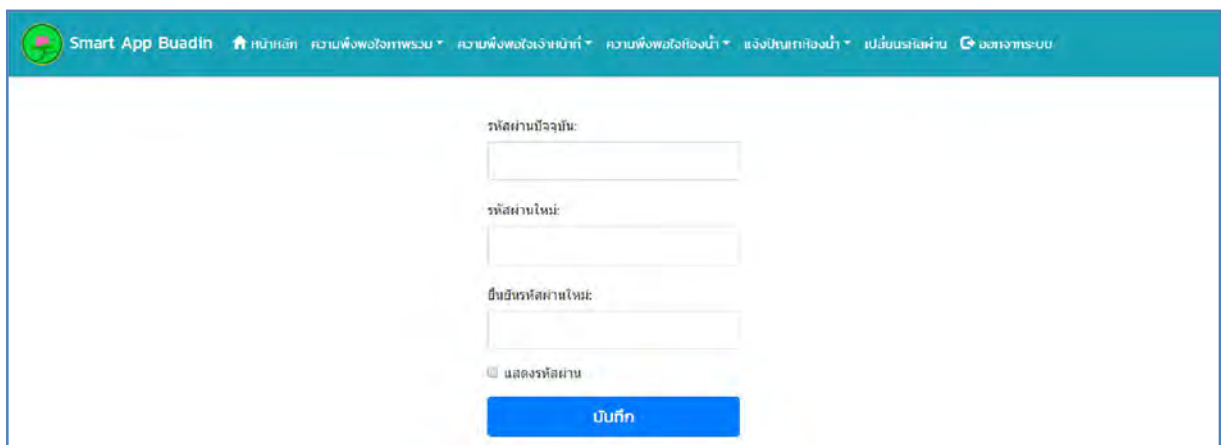 Smart App Buadin หน้าหลัก ความพึงพอใจภาพรวม ความพึงพอใจเจ้าหน้าที่ ความพึงพอใจห้องน้ำ แจ้งปัญหาห้องน้ำ เปลี่ยนรหัสผ่าน ออกจากระบบ
รหัสผ่านปัจจุบัน:
รหัสผ่านใหม่:
ยืนยันรหัสผ่านใหม่:
แสดงรหัสผ่าน
บันทึก